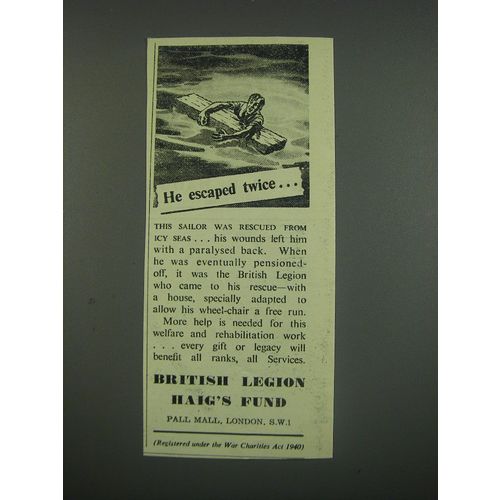 He escaped twice...
THIS SAILOR WAS RESCUED FROM
ICY SEAS . . . his wounds left him
with a paralysed back. When
he was eventually pensioned-
off, it was the British Legion
who came to his rescue—with
a house, specially adapted to
allow his wheel-chair a free run.
More help is needed for this
welfare and rehabilitation work
. . . every gift or legacy will
benefit all ranks, all Services.
BRITISH LEGION
HAIG'S FUND
PALL MALL, LONDON, S.W.1
(Registered under the War Charities Act 1940)